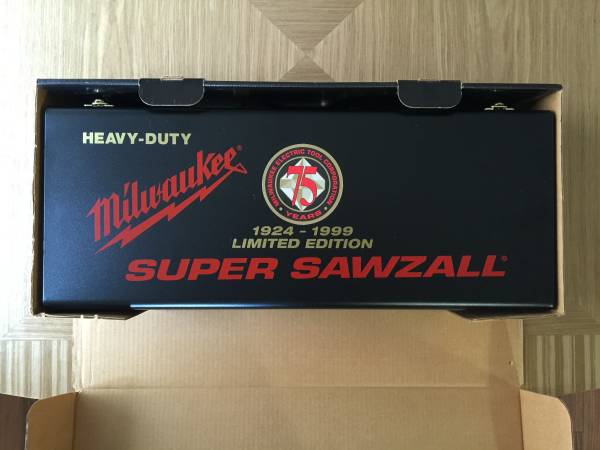 HEAVY-DUTY
Milwaukee®
MILWAUKEE ELECTRIC TOOL CORPORATION
75
• YEARS •
1924 - 1999
LIMITED EDITION
SUPER SAWZALL®